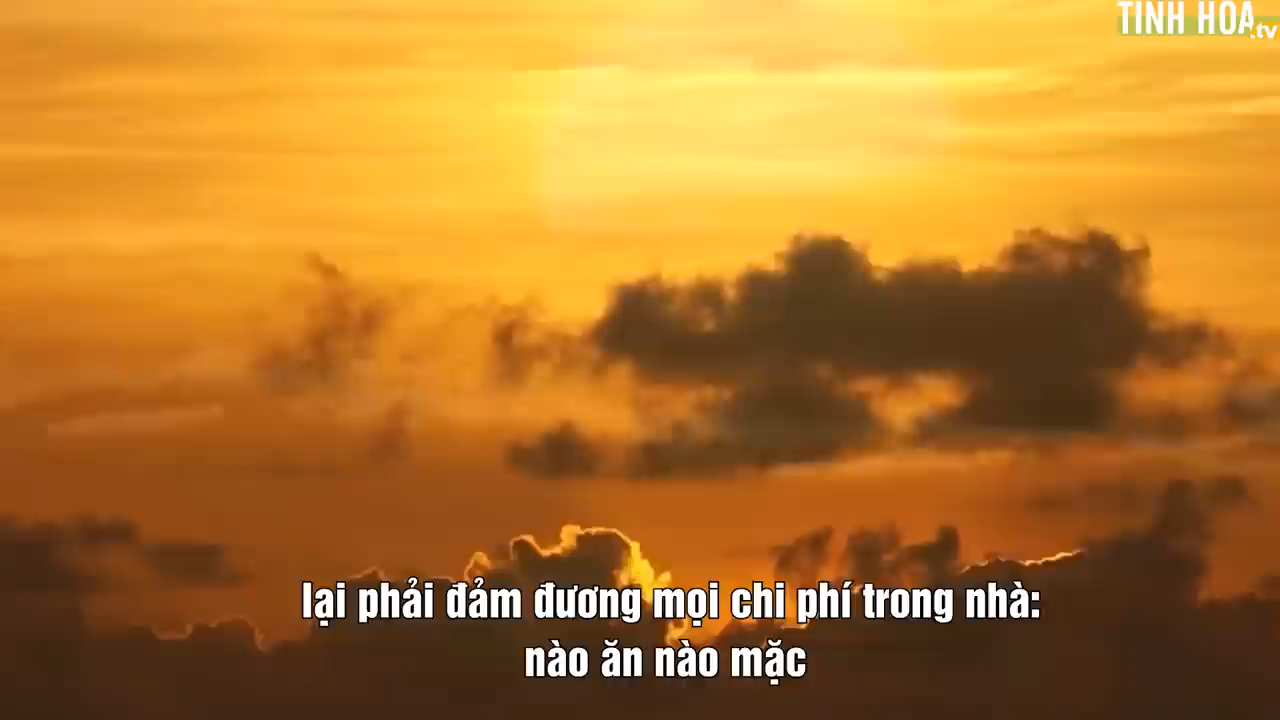 TINH HOA
.tv
lại phải đảm đương mọi chi phí trong nhà:
nào ăn nào mặc